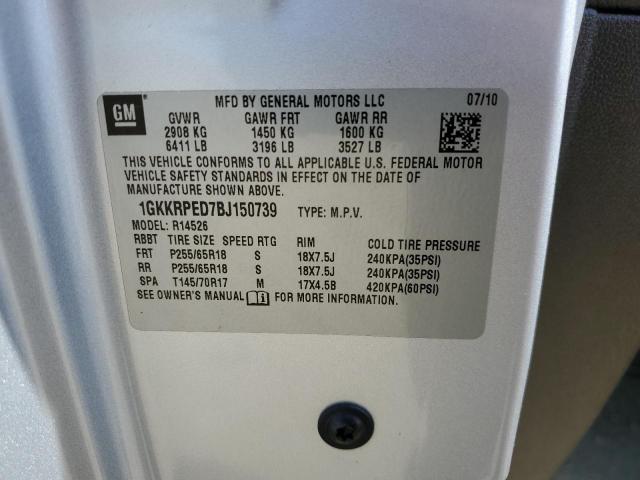 GM
MFD BY GENERAL MOTORS LLC 07/10
GVWR GAWR FRT GAWR RR
2908 KG 1450 KG 1600 KG
6411 LB 3196 LB 3527 LB
THIS VEHICLE CONFORMS TO ALL APPLICABLE U.S. FEDERAL MOTOR
VEHICLE SAFETY STANDARDS IN EFFECT ON THE DATE OF
MANUFACTURE SHOWN ABOVE.
1GKKRPED7BJ150739 TYPE: M.P.V.
MODEL: R14526
RBBT TIRE SIZE SPEED RTG RIM COLD TIRE PRESSURE
FRT P255/65R18 S 18X7.5J 240KPA(35PSI)
RR P255/65R18 S 18X7.5J 240KPA(35PSI)
SPA T145/70R17 M 17X4.5B 420KPA(60PSI)
SEE OWNER'S MANUAL FOR MORE INFORMATION.